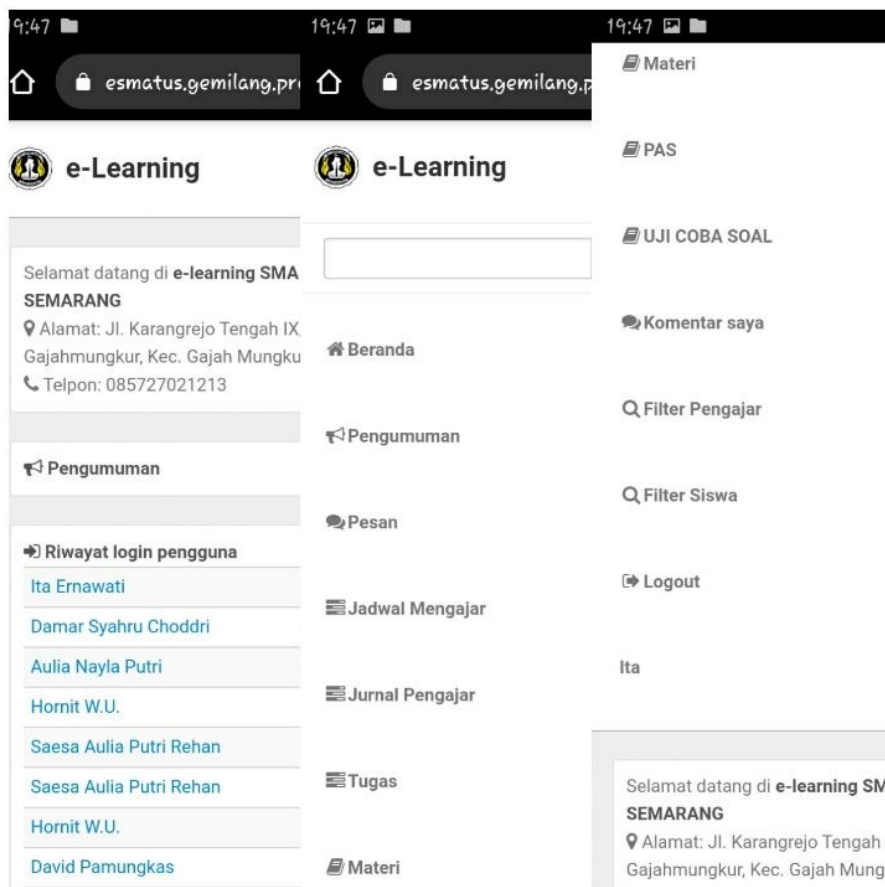 19:47
esmatus.gemilang.pr
e-Learning
Selamat datang di e-learning SMA
SEMARANG
Alamat: Jl. Karangrejo Tengah IX,
Gajahmungkur, Kec. Gajah Mungku
Telpon: 085727021213
Pengumuman
Riwayat login pengguna
Ita Ernawati
Damar Syahru Choddri
Aulia Nayla Putri
Hornit W.U.
Saesa Aulia Putri Rehan
Saesa Aulia Putri Rehan
Hornit W.U.
David Pamungkas
19:47
esmatus.gemilang.p
e-Learning
Beranda
Pengumuman
Pesan
Jadwal Mengajar
Jurnal Pengajar
Tugas
Materi
19:47
Materi
PAS
UJI COBA SOAL
Komentar saya
Filter Pengajar
Filter Siswa
Logout
Ita
Selamat datang di e-learning SM
SEMARANG
Alamat: Jl. Karangrejo Tengah
Gajahmungkur, Kec. Gajah Mung